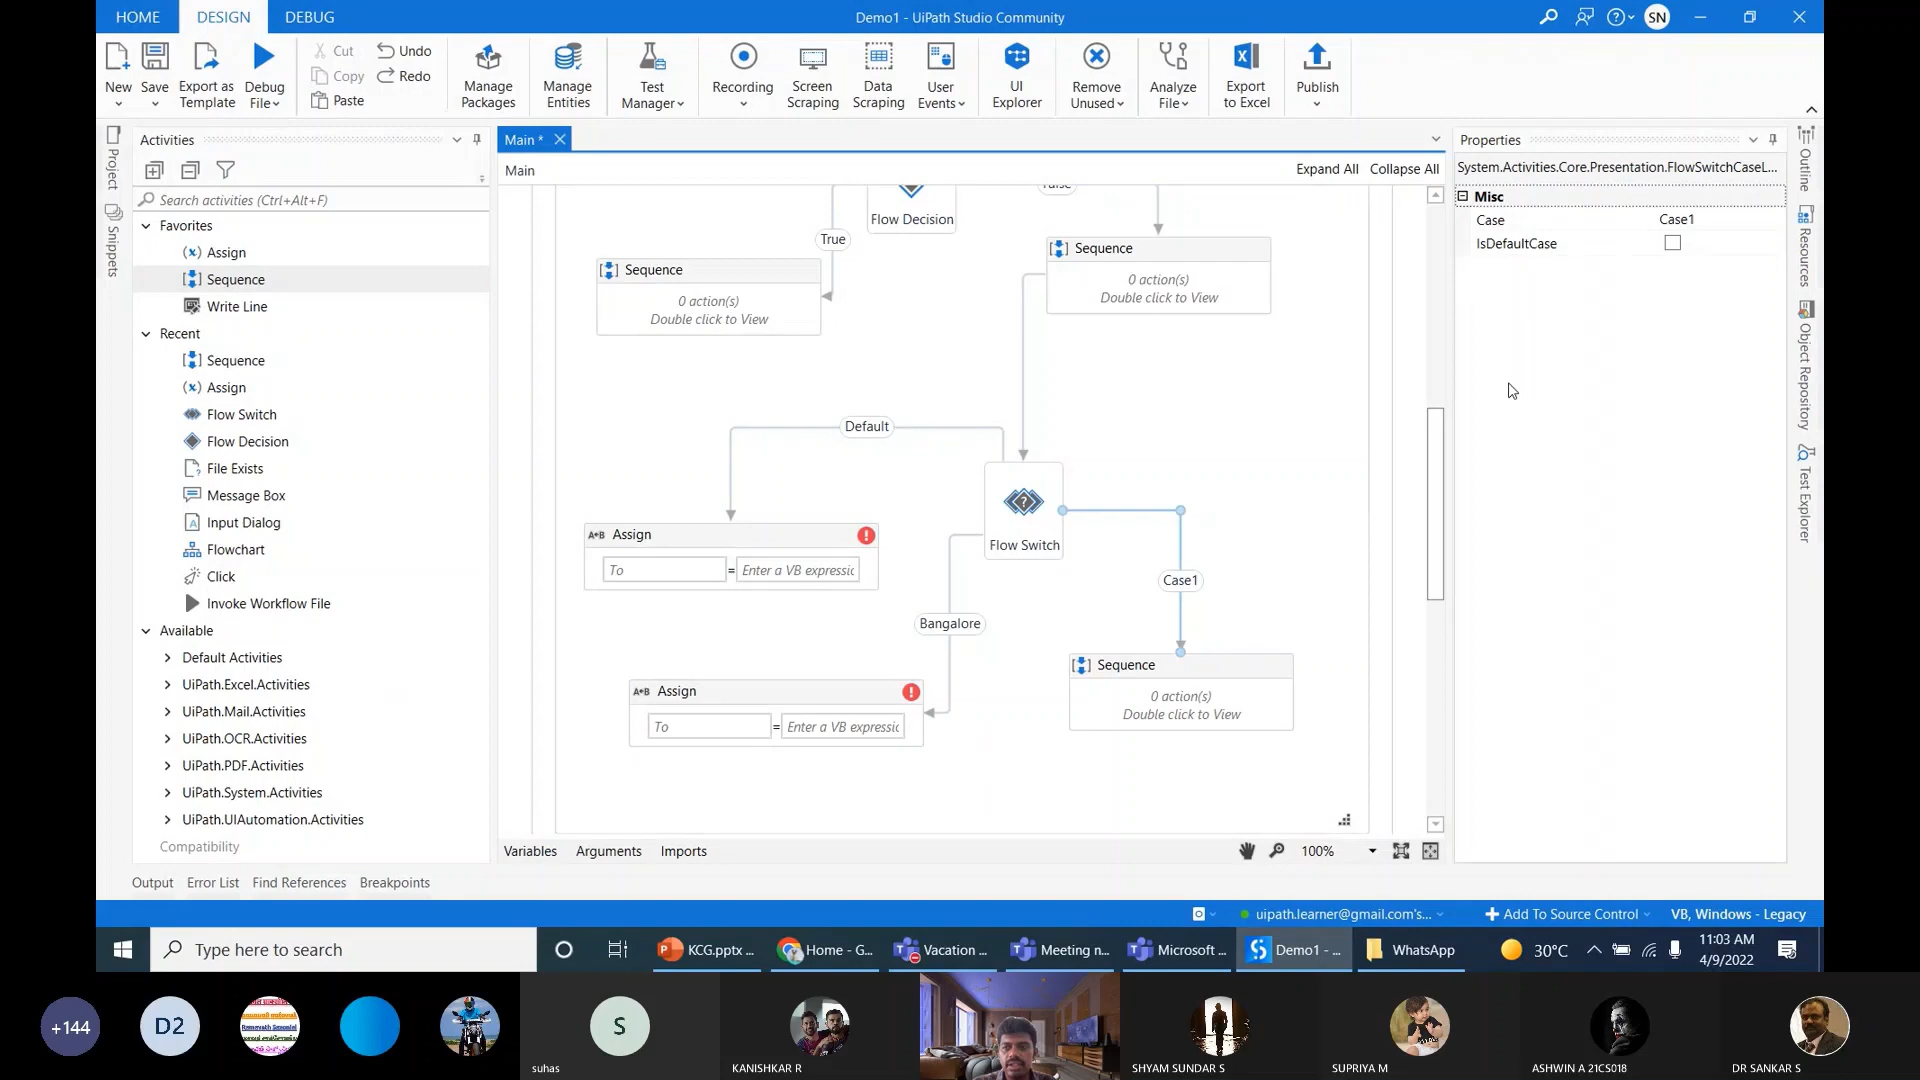 HOME DESIGN DEBUG
Demo1 - UiPath Studio Community
SN
New
Save
Export as Template
Debug File
Cut
Copy
Paste
Undo
Redo
Manage Packages
Manage Entities
Test Manager
Recording
Screen Scraping
Data Scraping
User Events
UI Explorer
Remove Unused
Analyze File
Export to Excel
Publish
Project
Snippets
Activities
Search activities (Ctrl+Alt+F)
Favorites
Assign
Sequence
Write Line
Recent
Sequence
Assign
Flow Switch
Flow Decision
File Exists
Message Box
Input Dialog
Flowchart
Click
Invoke Workflow File
Available
Default Activities
UiPath.Excel.Activities
UiPath.Mail.Activities
UiPath.OCR.Activities
UiPath.PDF.Activities
UiPath.System.Activities
UiPath.UIAutomation.Activities
Compatibility
Main *
Main
Expand All Collapse All
False
Flow Decision
True
Sequence
0 action(s)
Double click to View
Sequence
0 action(s)
Double click to View
Default
Flow Switch
Assign
To = Enter a VB expressic
Case1
Bangalore
Sequence
0 action(s)
Double click to View
Assign
To = Enter a VB expressic
Variables Arguments Imports
100%
Properties
System.Activities.Core.Presentation.FlowSwitchCaseL...
Misc
Case Case1
IsDefaultCase
Outline
Resources
Object Repository
Test Explorer
Output Error List Find References Breakpoints
uipath.learner@gmail.com's...
Add To Source Control
VB, Windows - Legacy
Type here to search
KCG.pptx ...
Home - G...
Vacation ...
Meeting n...
Microsoft ...
Demo1 - ...
WhatsApp
30°C
11:03 AM
4/9/2022
+144
D2
S
suhas
KANISHKAR R
SHYAM SUNDAR S
SUPRIYA M
ASHWIN A 21CS018
DR SANKAR S